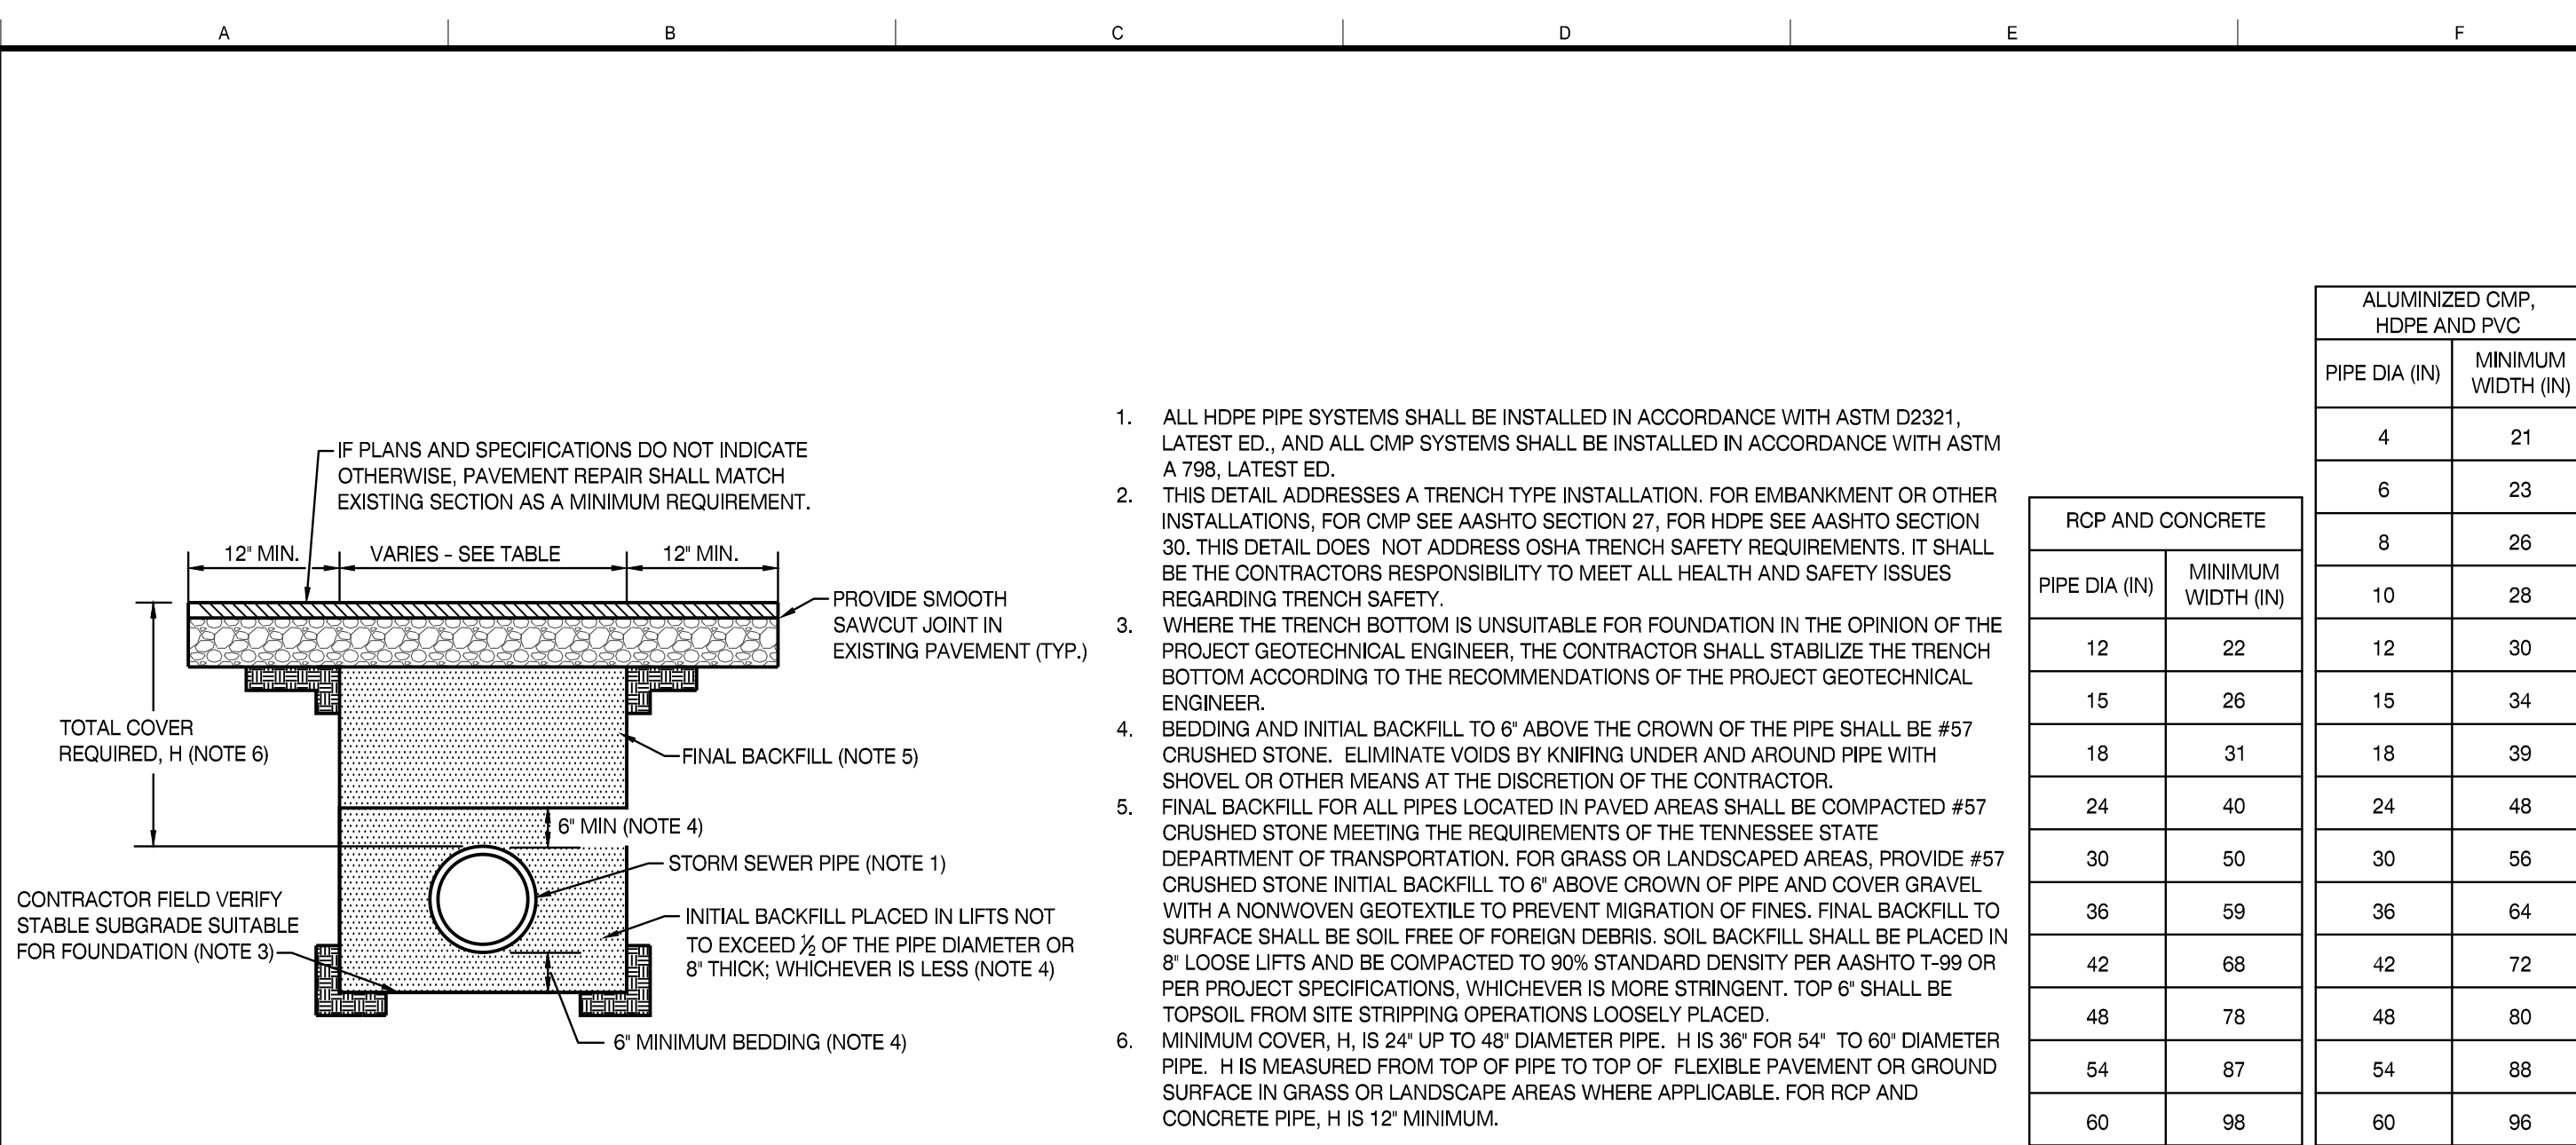 A B C D E F
IF PLANS AND SPECIFICATIONS DO NOT INDICATE
OTHERWISE, PAVEMENT REPAIR SHALL MATCH
EXISTING SECTION AS A MINIMUM REQUIREMENT.
12" MIN. VARIES - SEE TABLE 12" MIN.
PROVIDE SMOOTH
SAWCUT JOINT IN
EXISTING PAVEMENT (TYP.)
TOTAL COVER
REQUIRED, H (NOTE 6)
FINAL BACKFILL (NOTE 5)
6" MIN (NOTE 4)
STORM SEWER PIPE (NOTE 1)
CONTRACTOR FIELD VERIFY
STABLE SUBGRADE SUITABLE
FOR FOUNDATION (NOTE 3)
INITIAL BACKFILL PLACED IN LIFTS NOT
TO EXCEED ½ OF THE PIPE DIAMETER OR
8" THICK; WHICHEVER IS LESS (NOTE 4)
6" MINIMUM BEDDING (NOTE 4)
1. ALL HDPE PIPE SYSTEMS SHALL BE INSTALLED IN ACCORDANCE WITH ASTM D2321,
LATEST ED., AND ALL CMP SYSTEMS SHALL BE INSTALLED IN ACCORDANCE WITH ASTM
A 798, LATEST ED.
2. THIS DETAIL ADDRESSES A TRENCH TYPE INSTALLATION. FOR EMBANKMENT OR OTHER
INSTALLATIONS, FOR CMP SEE AASHTO SECTION 27, FOR HDPE SEE AASHTO SECTION
30. THIS DETAIL DOES NOT ADDRESS OSHA TRENCH SAFETY REQUIREMENTS. IT SHALL
BE THE CONTRACTORS RESPONSIBILITY TO MEET ALL HEALTH AND SAFETY ISSUES
REGARDING TRENCH SAFETY.
3. WHERE THE TRENCH BOTTOM IS UNSUITABLE FOR FOUNDATION IN THE OPINION OF THE
PROJECT GEOTECHNICAL ENGINEER, THE CONTRACTOR SHALL STABILIZE THE TRENCH
BOTTOM ACCORDING TO THE RECOMMENDATIONS OF THE PROJECT GEOTECHNICAL
ENGINEER.
4. BEDDING AND INITIAL BACKFILL TO 6" ABOVE THE CROWN OF THE PIPE SHALL BE #57
CRUSHED STONE. ELIMINATE VOIDS BY KNIFING UNDER AND AROUND PIPE WITH
SHOVEL OR OTHER MEANS AT THE DISCRETION OF THE CONTRACTOR.
5. FINAL BACKFILL FOR ALL PIPES LOCATED IN PAVED AREAS SHALL BE COMPACTED #57
CRUSHED STONE MEETING THE REQUIREMENTS OF THE TENNESSEE STATE
DEPARTMENT OF TRANSPORTATION. FOR GRASS OR LANDSCAPED AREAS, PROVIDE #57
CRUSHED STONE INITIAL BACKFILL TO 6" ABOVE CROWN OF PIPE AND COVER GRAVEL
WITH A NONWOVEN GEOTEXTILE TO PREVENT MIGRATION OF FINES. FINAL BACKFILL TO
SURFACE SHALL BE SOIL FREE OF FOREIGN DEBRIS. SOIL BACKFILL SHALL BE PLACED IN
8" LOOSE LIFTS AND BE COMPACTED TO 90% STANDARD DENSITY PER AASHTO T-99 OR
PER PROJECT SPECIFICATIONS, WHICHEVER IS MORE STRINGENT. TOP 6" SHALL BE
TOPSOIL FROM SITE STRIPPING OPERATIONS LOOSELY PLACED.
6. MINIMUM COVER, H, IS 24" UP TO 48" DIAMETER PIPE. H IS 36" FOR 54" TO 60" DIAMETER
PIPE. H IS MEASURED FROM TOP OF PIPE TO TOP OF FLEXIBLE PAVEMENT OR GROUND
SURFACE IN GRASS OR LANDSCAPE AREAS WHERE APPLICABLE. FOR RCP AND
CONCRETE PIPE, H IS 12" MINIMUM.
RCP AND CONCRETE
PIPE DIA (IN) MINIMUM
WIDTH (IN)
12 22
15 26
18 31
24 40
30 50
36 59
42 68
48 78
54 87
60 98
ALUMINIZED CMP,
HDPE AND PVC
PIPE DIA (IN) MINIMUM
WIDTH (IN)
4 21
6 23
8 26
10 28
12 30
15 34
18 39
24 48
30 56
36 64
42 72
48 80
54 88
60 96